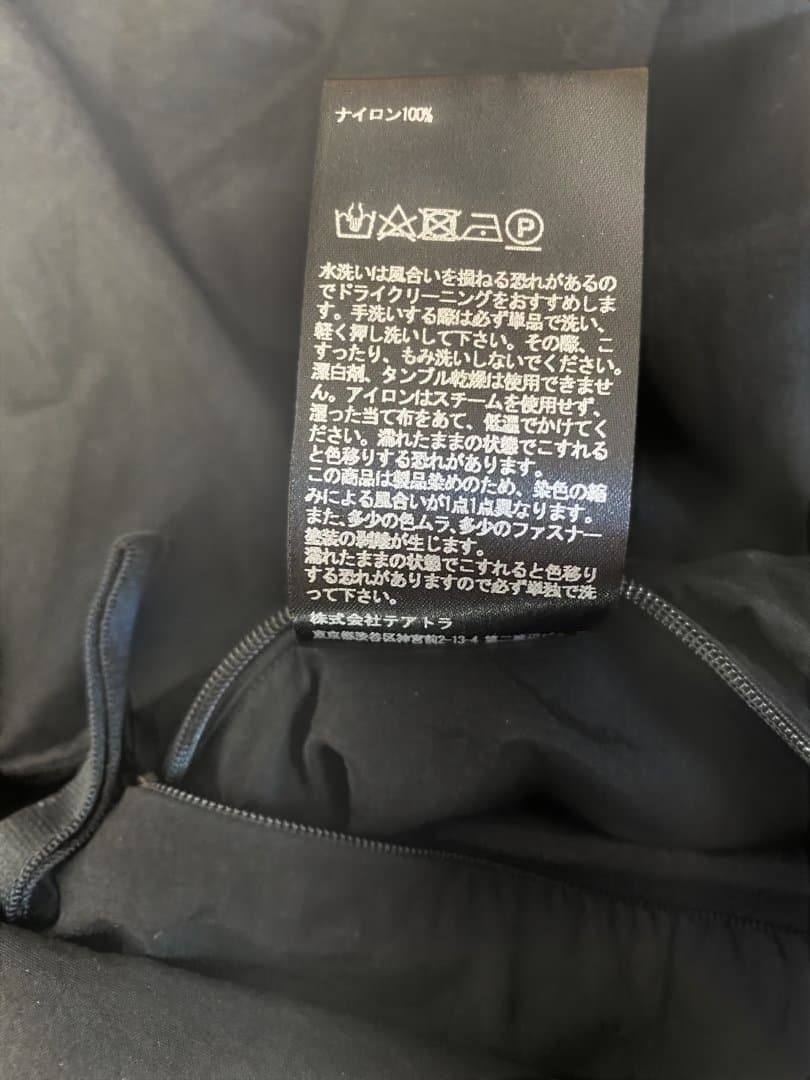 ナイロン100%
P
水洗いは風合いを損ねる恐れがあるの
でドライクリーニングをおすすめしま
す。手洗いする際は必ず単品で洗い、
軽く押し洗いして下さい。その際、こ
すったり、もみ洗いしないでください。
漂白剤、タンブル乾燥は使用できませ
ん。アイロンはスチームを使用せず、
湿った当て布をあて、低温でかけてく
ださい。濡れたままの状態でこすれる
と色移りする恐れがあります。
この商品は製品染めのため、染色の縮
みによる風合いが1点1点異なります。
また、多少の色ムラ、多少のファスナー
塗装の剥離が生じます。
濡れたままの状態でこすれると色移り
する恐れがありますので必ず単独で洗
って下さい。
株式会社テアトラ
東京都渋谷区神宮前2-13-4